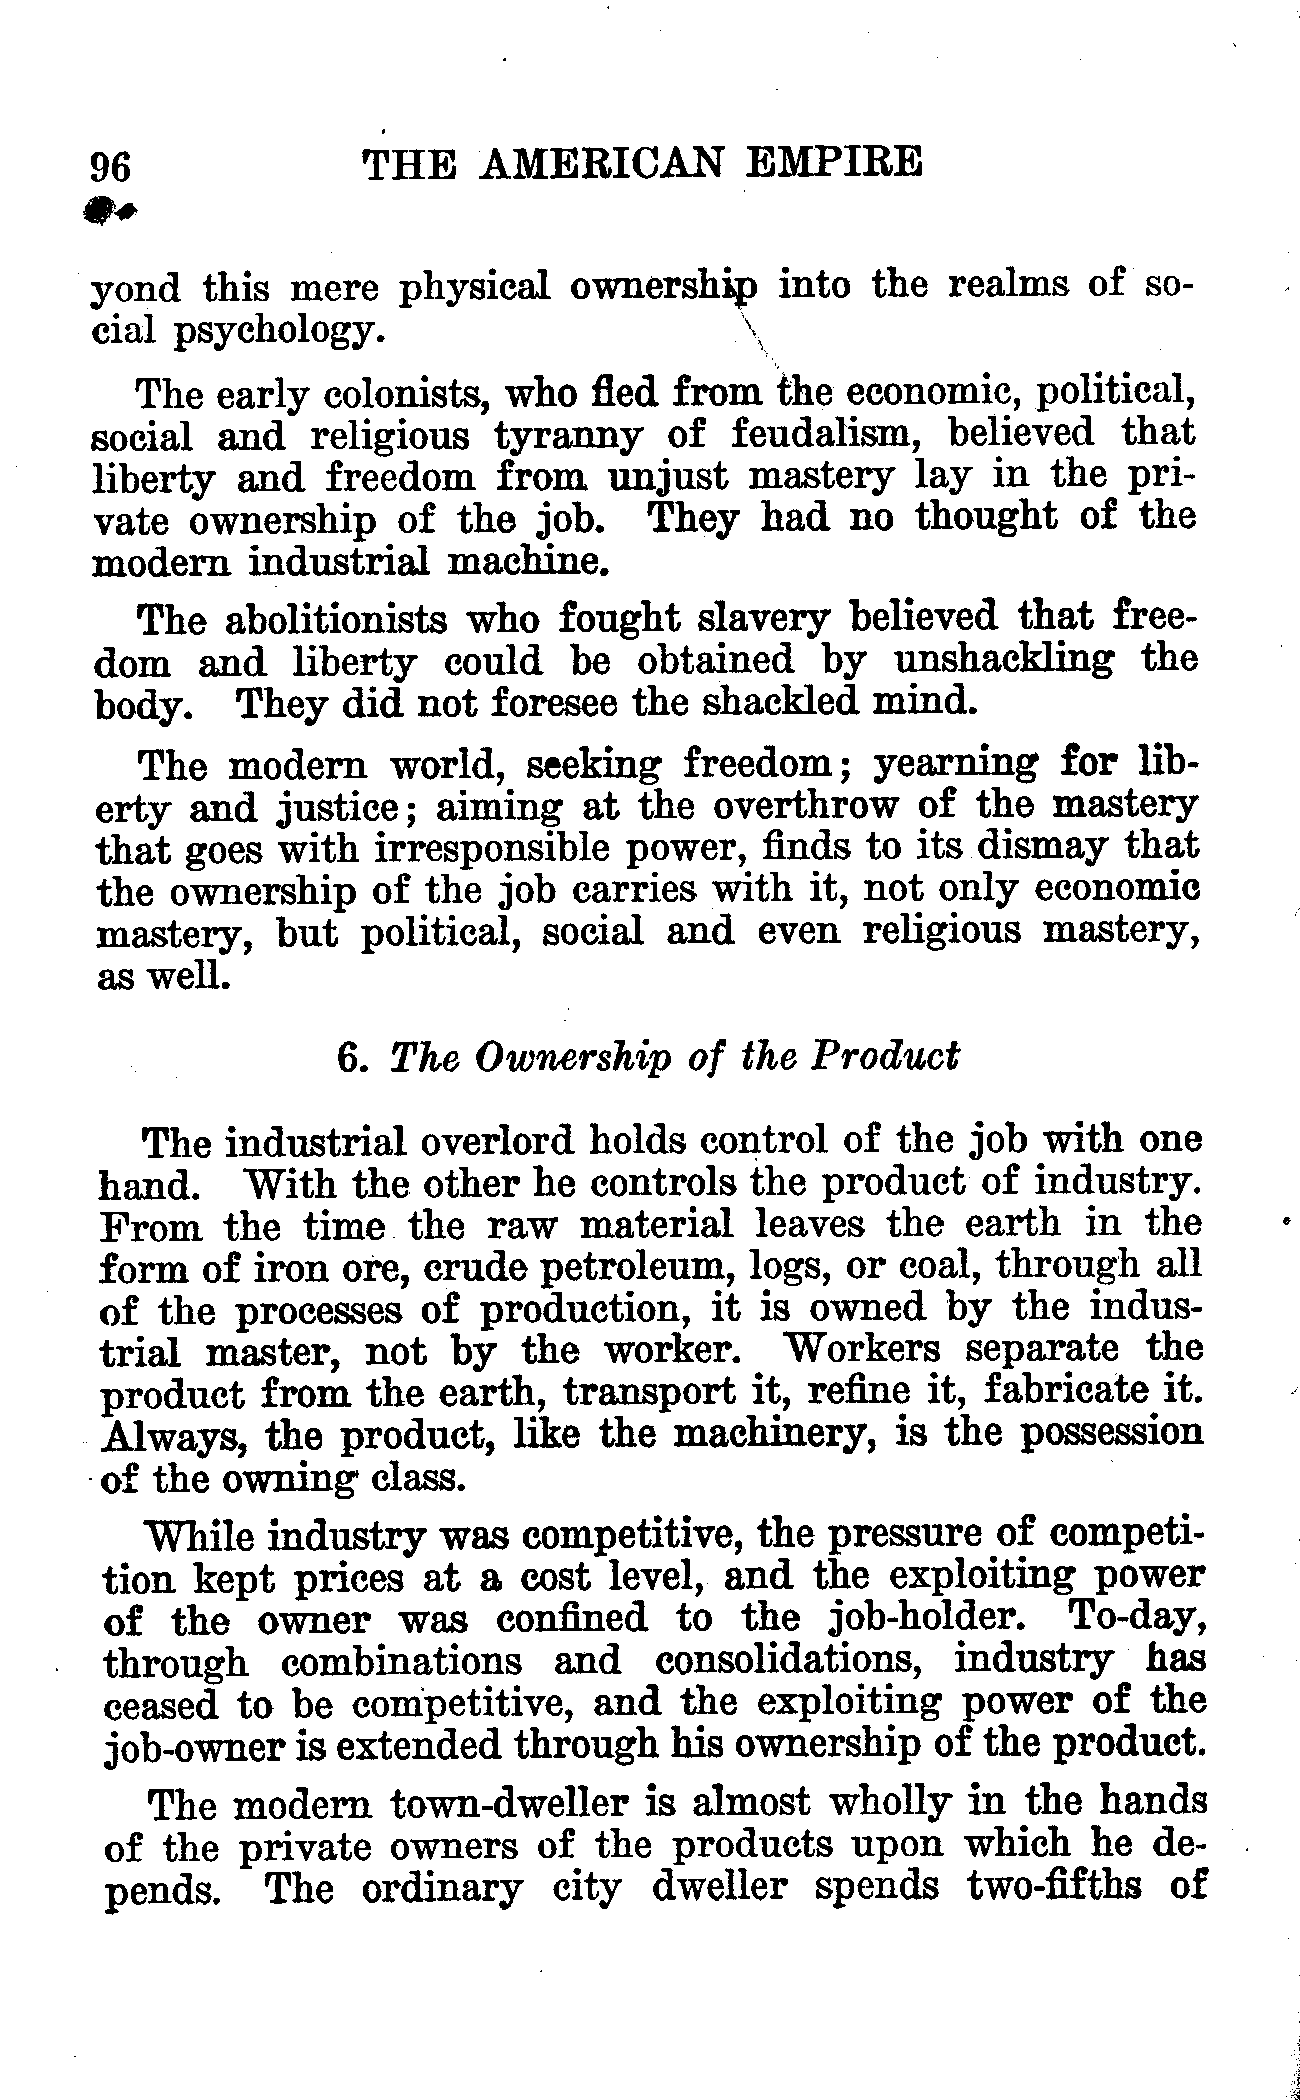 96 THE AMERICAN EMPIRE
yond this mere physical ownership into the realms of so-
cial psychology.
The early colonists, who fled from the economic, political,
social and religious tyranny of feudalism, believed that
liberty and freedom from unjust mastery lay in the pri-
vate ownership of the job. They had no thought of the
modern industrial machine.
The abolitionists who fought slavery believed that free-
dom and liberty could be obtained by unshackling the
body. They did not foresee the shackled mind.
The modern world, seeking freedom; yearning for lib-
erty and justice; aiming at the overthrow of the mastery
that goes with irresponsible power, finds to its dismay that
the ownership of the job carries with it, not only economic
mastery, but political, social and even religious mastery,
as well.
6. The Ownership of the Product
The industrial overlord holds control of the job with one
hand. With the other he controls the product of industry.
From the time the raw material leaves the earth in the
form of iron ore, crude petroleum, logs, or coal, through all
of the processes of production, it is owned by the indus-
trial master, not by the worker. Workers separate the
product from the earth, transport it, refine it, fabricate it.
Always, the product, like the machinery, is the possession
of the owning class.
While industry was competitive, the pressure of competi-
tion kept prices at a cost level, and the exploiting power
of the owner was confined to the job-holder. To-day,
through combinations and consolidations, industry has
ceased to be competitive, and the exploiting power of the
job-owner is extended through his ownership of the product.
The modern town-dweller is almost wholly in the hands
of the private owners of the products upon which he de-
pends. The ordinary city dweller spends two-fifths of